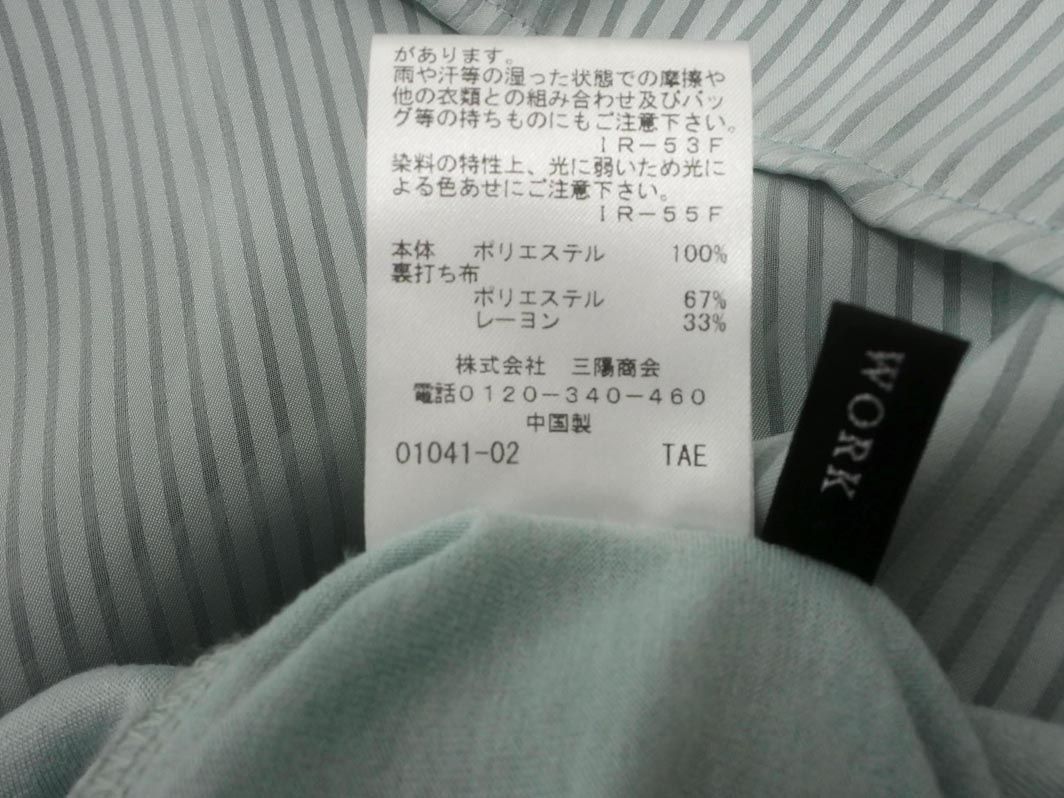 があります。
雨や汗等の湿った状態での摩擦や
他の衣類との組み合わせ及びバッ
グ等の持ちものにもご注意下さい。
ＩＲ－５３Ｆ
染料の特性上、光に弱いため光に
よる色あせにご注意下さい。
ＩＲ－５５Ｆ
本体 ポリエステル 100%
裏打ち布
ポリエステル 67%
レーヨン 33%
株式会社 三陽商会
電話０１２０－３４０－４６０
中国製
01041-02 TAE
WORK